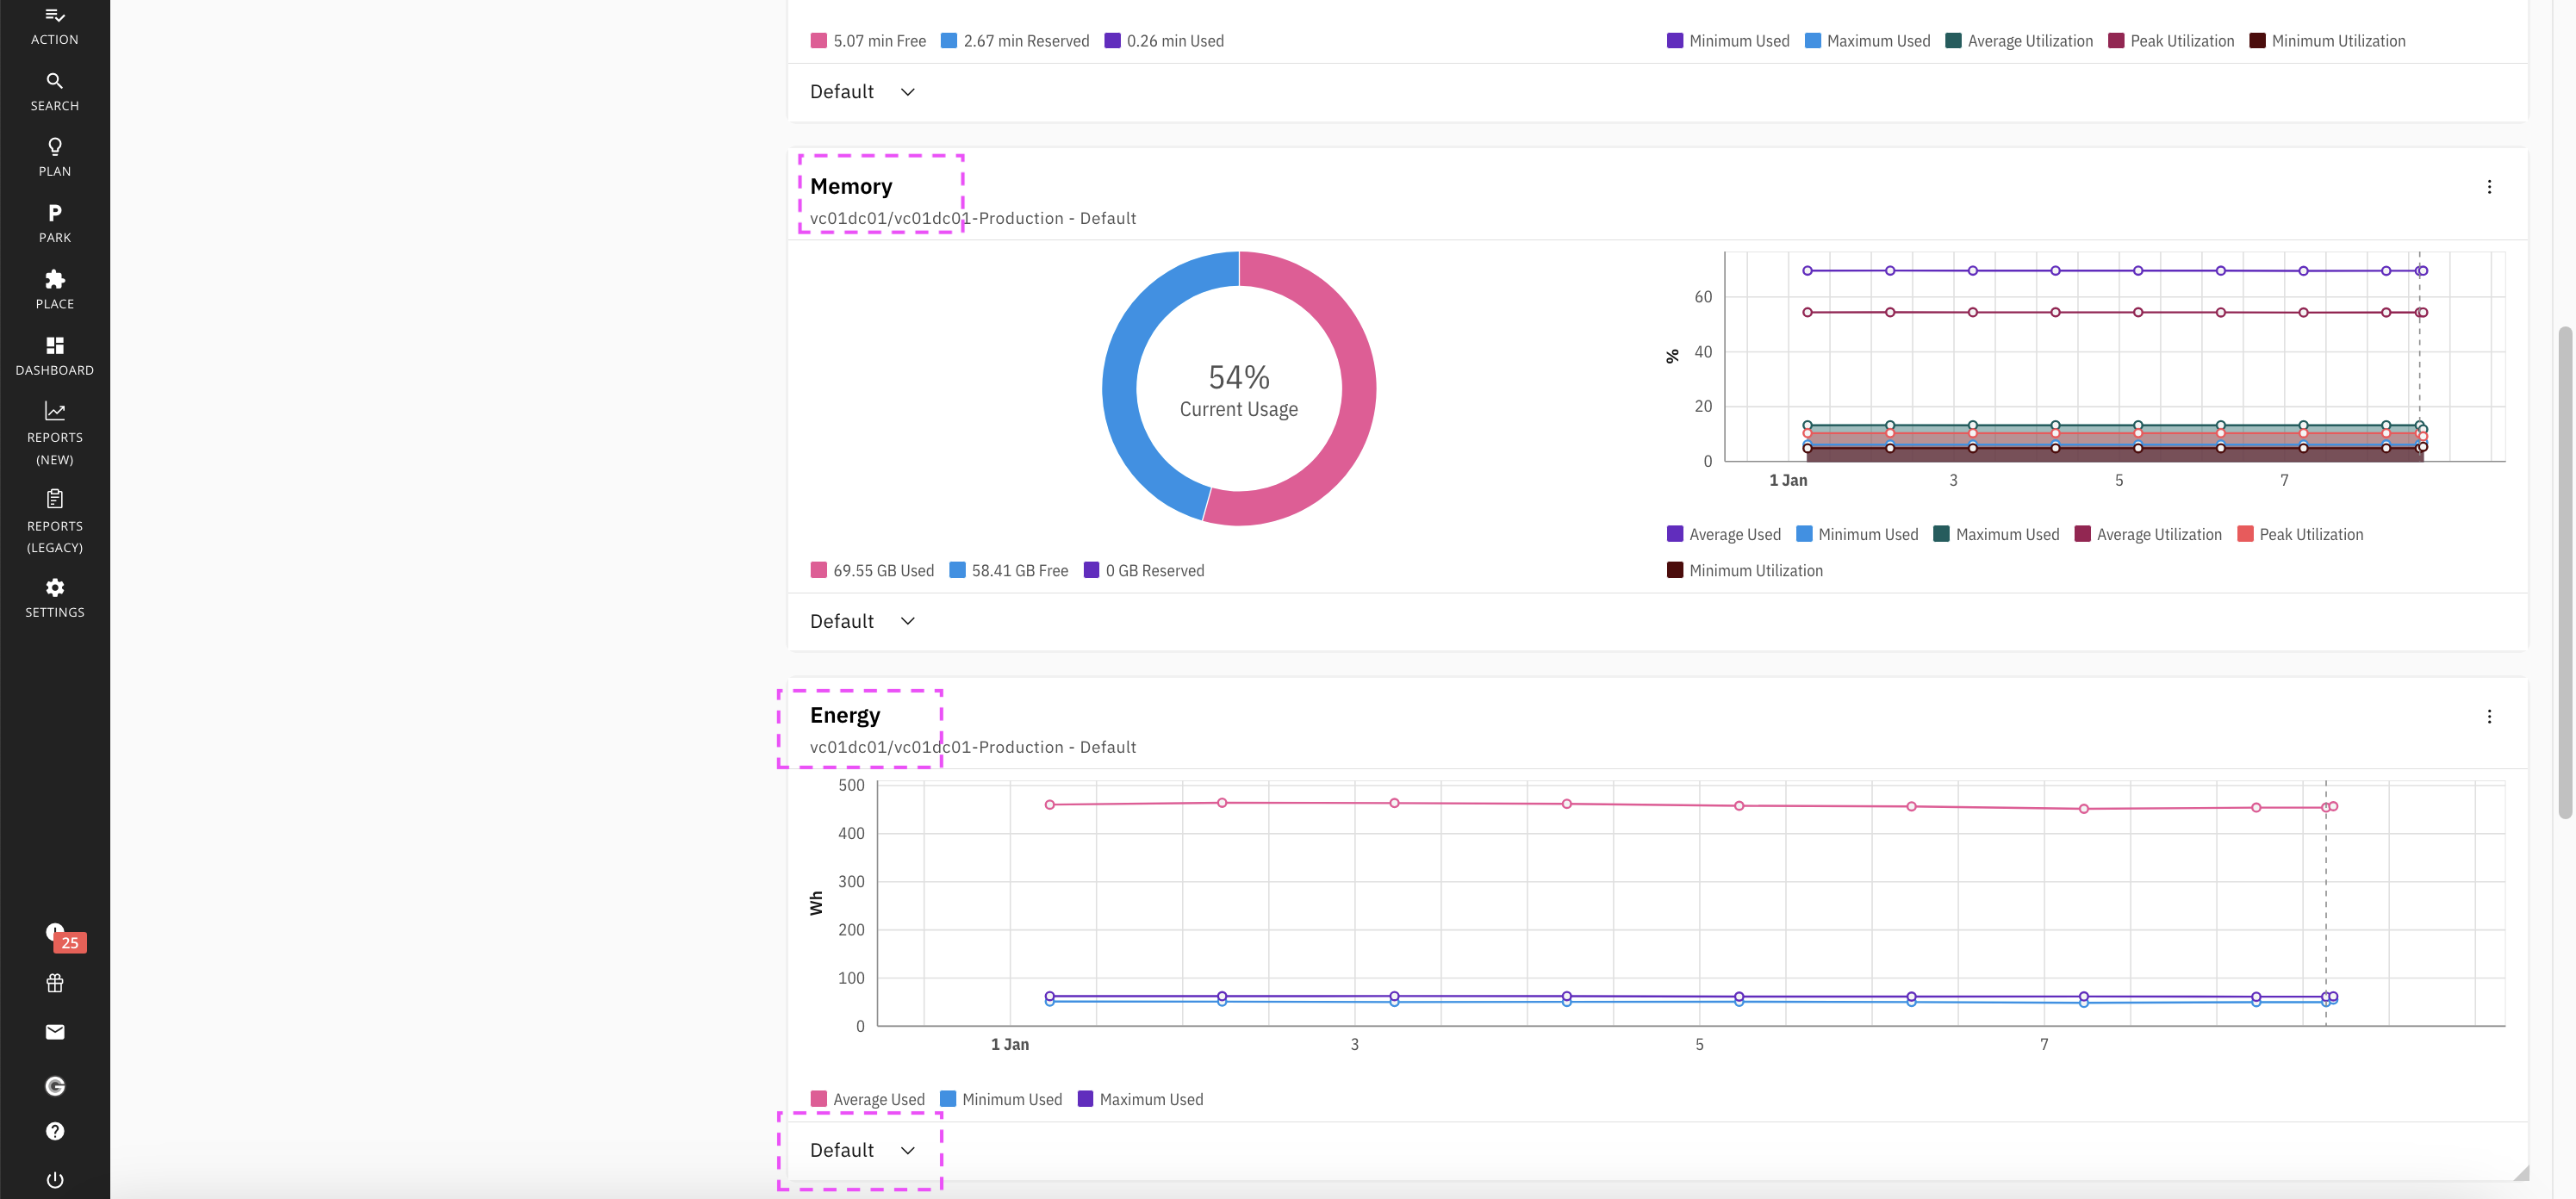 ACTION
SEARCH
PLAN
P
PARK
PLACE
DASHBOARD
REPORTS
(NEW)
REPORTS
(LEGACY)
SETTINGS
25
G
?
5.07 min Free 2.67 min Reserved 0.26 min Used
Minimum Used Maximum Used Average Utilization Peak Utilization Minimum Utilization
Default
Memory
vc01dc01/vc01dc01-Production - Default
54%
Current Usage
69.55 GB Used 58.41 GB Free 0 GB Reserved
%
60
40
20
0
1 Jan 3 5 7
Average Used Minimum Used Maximum Used Average Utilization Peak Utilization
Minimum Utilization
Default
Energy
vc01dc01/vc01dc01-Production - Default
Wh
500
400
300
200
100
0
1 Jan 3 5 7
Average Used Minimum Used Maximum Used
Default